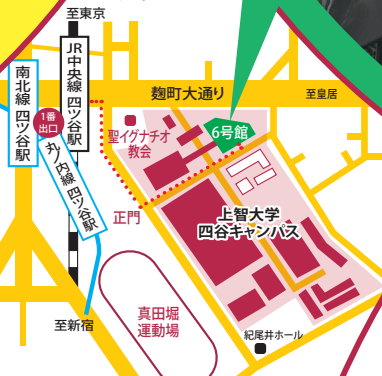 至東京
JR中央線 四ツ谷駅
南北線 四ツ谷駅
1番
出口
丸ノ内線 四ツ谷駅
麹町大通り
至皇居
聖イグナチオ
教会
6号館
正門
上智大学
四谷キャンパス
至新宿
真田堀
運動場
紀尾井ホール